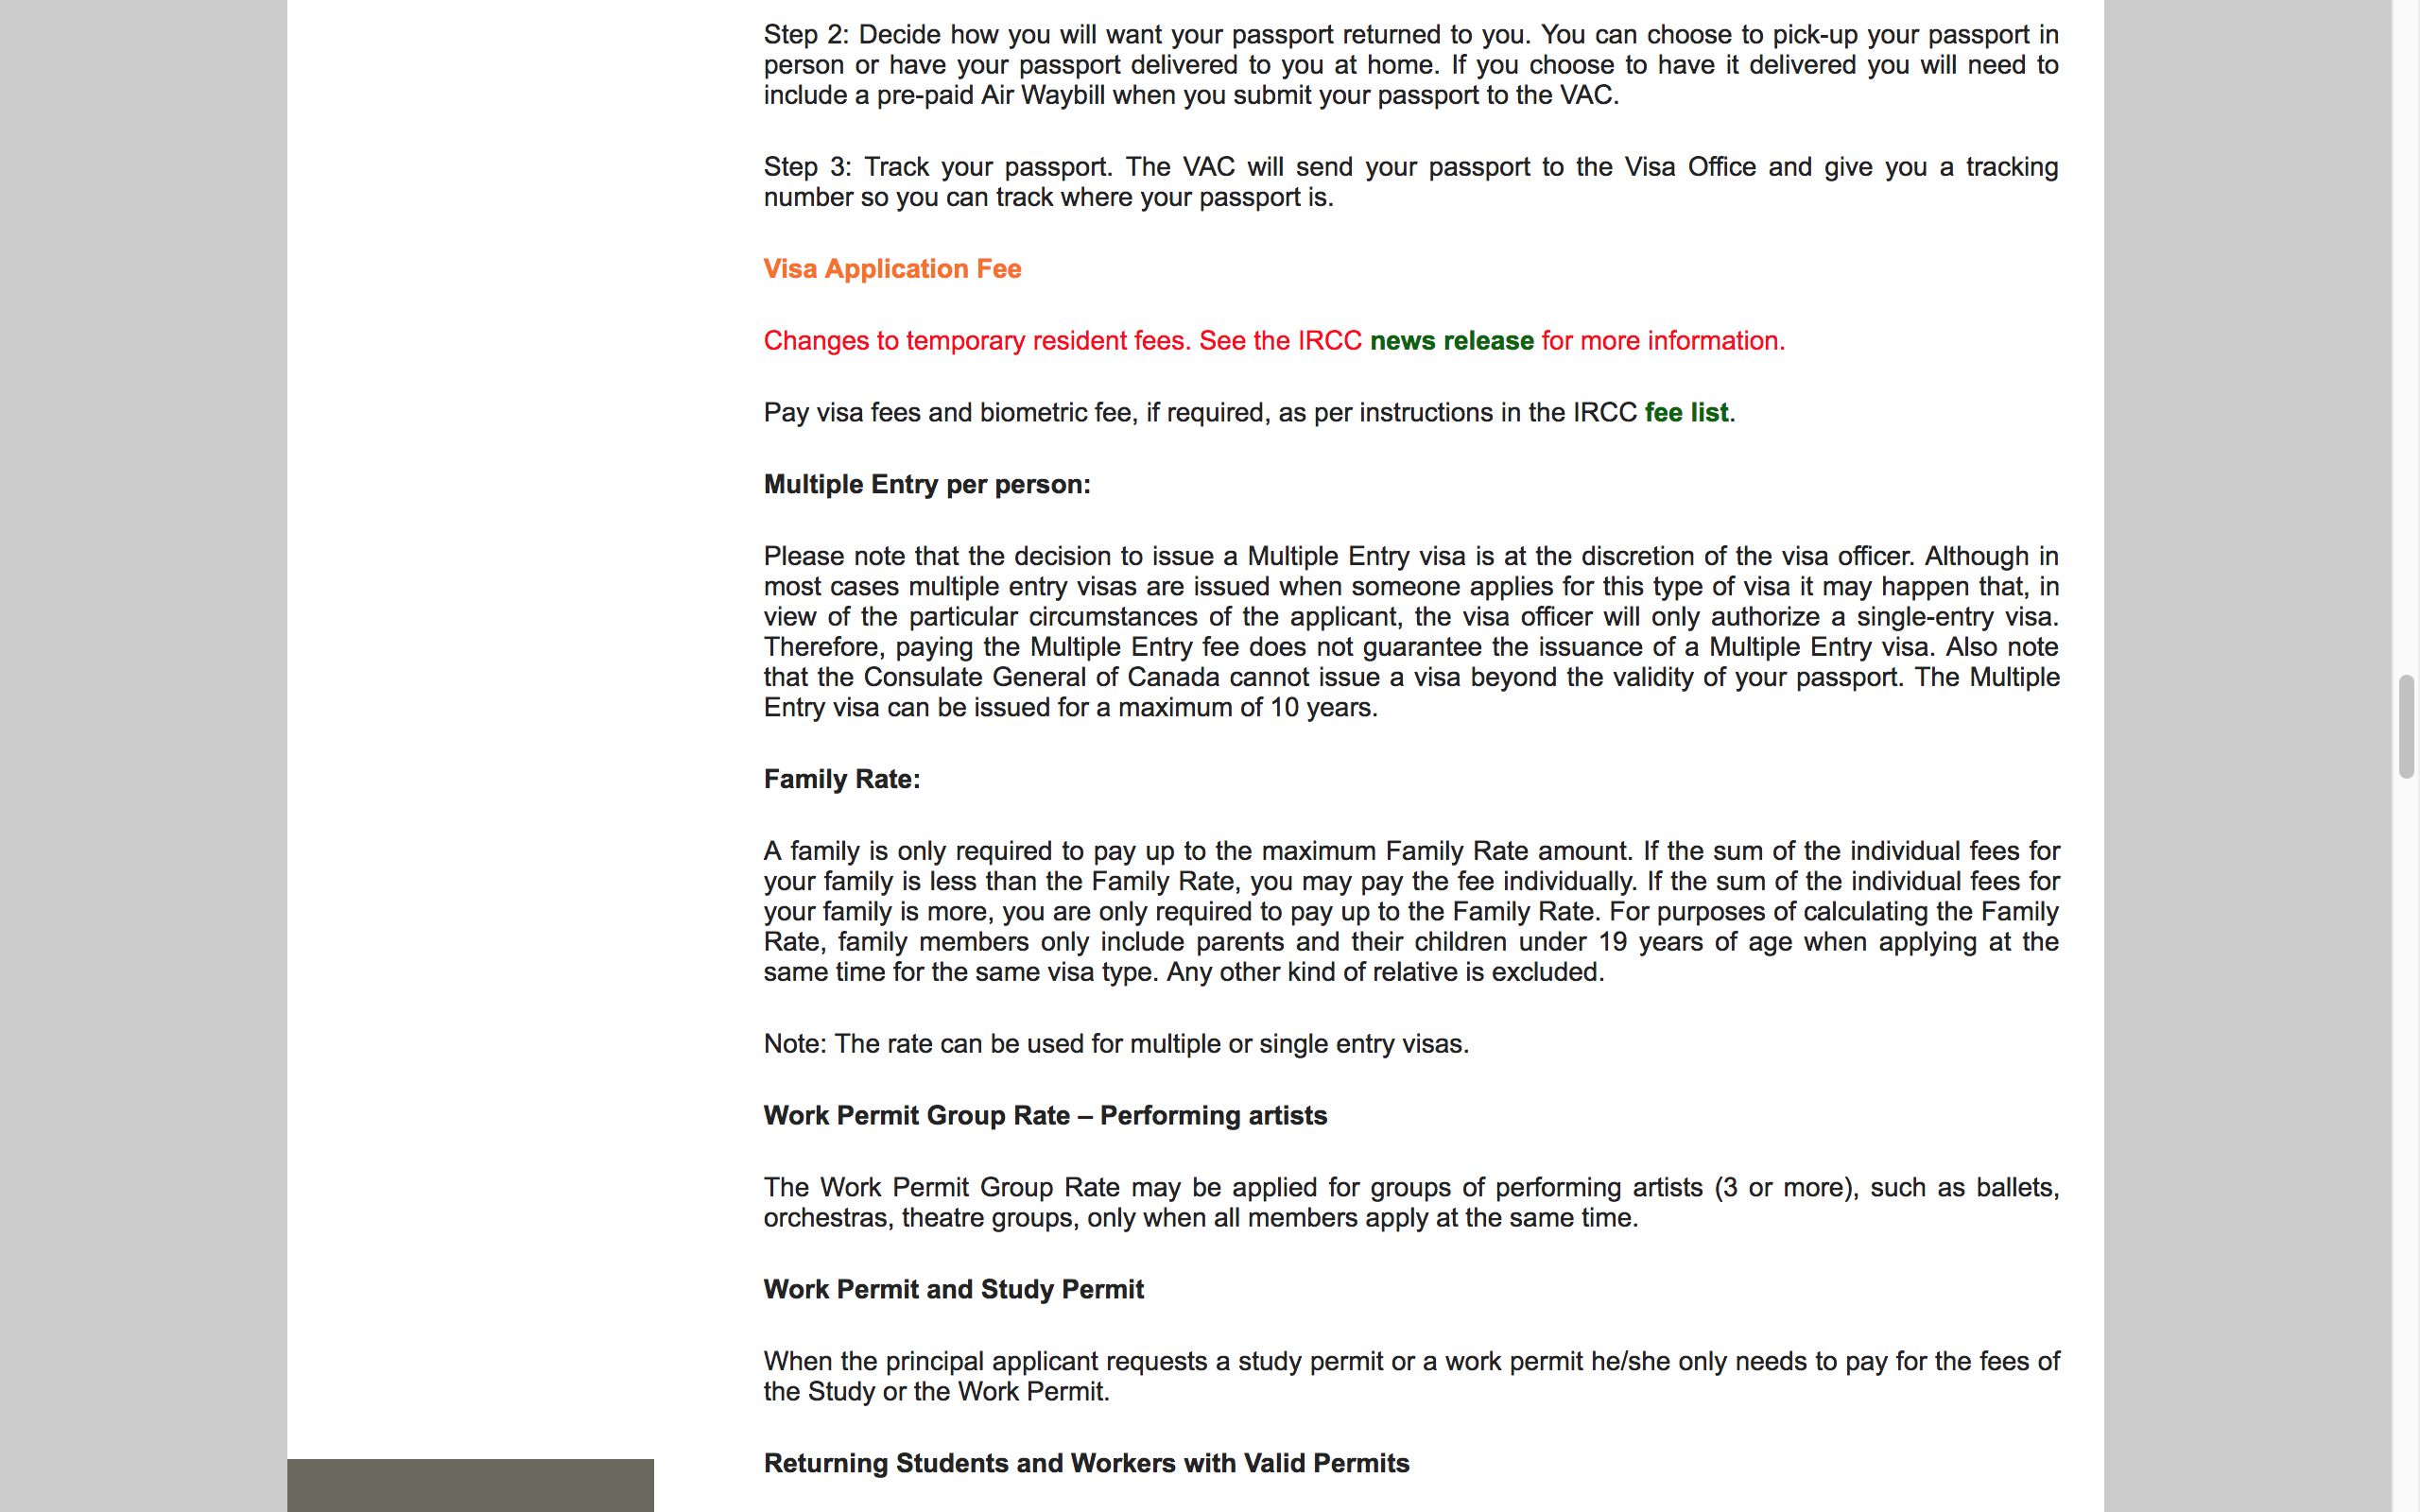 Step 2: Decide how you will want your passport returned to you. You can choose to pick-up your passport in
person or have your passport delivered to you at home. If you choose to have it delivered you will need to
include a pre-paid Air Waybill when you submit your passport to the VAC.
Step 3: Track your passport. The VAC will send your passport to the Visa Office and give you a tracking
number so you can track where your passport is.
Visa Application Fee
Changes to temporary resident fees. See the IRCC news release for more information.
Pay visa fees and biometric fee, if required, as per instructions in the IRCC fee list.
Multiple Entry per person:
Please note that the decision to issue a Multiple Entry visa is at the discretion of the visa officer. Although in
most cases multiple entry visas are issued when someone applies for this type of visa it may happen that, in
view of the particular circumstances of the applicant, the visa officer will only authorize a single-entry visa.
Therefore, paying the Multiple Entry fee does not guarantee the issuance of a Multiple Entry visa. Also note
that the Consulate General of Canada cannot issue a visa beyond the validity of your passport. The Multiple
Entry visa can be issued for a maximum of 10 years.
Family Rate:
A family is only required to pay up to the maximum Family Rate amount. If the sum of the individual fees for
your family is less than the Family Rate, you may pay the fee individually. If the sum of the individual fees for
your family is more, you are only required to pay up to the Family Rate. For purposes of calculating the Family
Rate, family members only include parents and their children under 19 years of age when applying at the
same time for the same visa type. Any other kind of relative is excluded.
Note: The rate can be used for multiple or single entry visas.
Work Permit Group Rate – Performing artists
The Work Permit Group Rate may be applied for groups of performing artists (3 or more), such as ballets,
orchestras, theatre groups, only when all members apply at the same time.
Work Permit and Study Permit
When the principal applicant requests a study permit or a work permit he/she only needs to pay for the fees of
the Study or the Work Permit.
Returning Students and Workers with Valid Permits